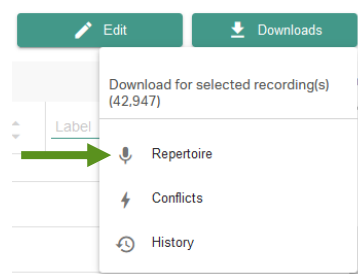 Edit
Downloads
Download for selected recording(s)
(42,947)
Label
Repertoire
Conflicts
History